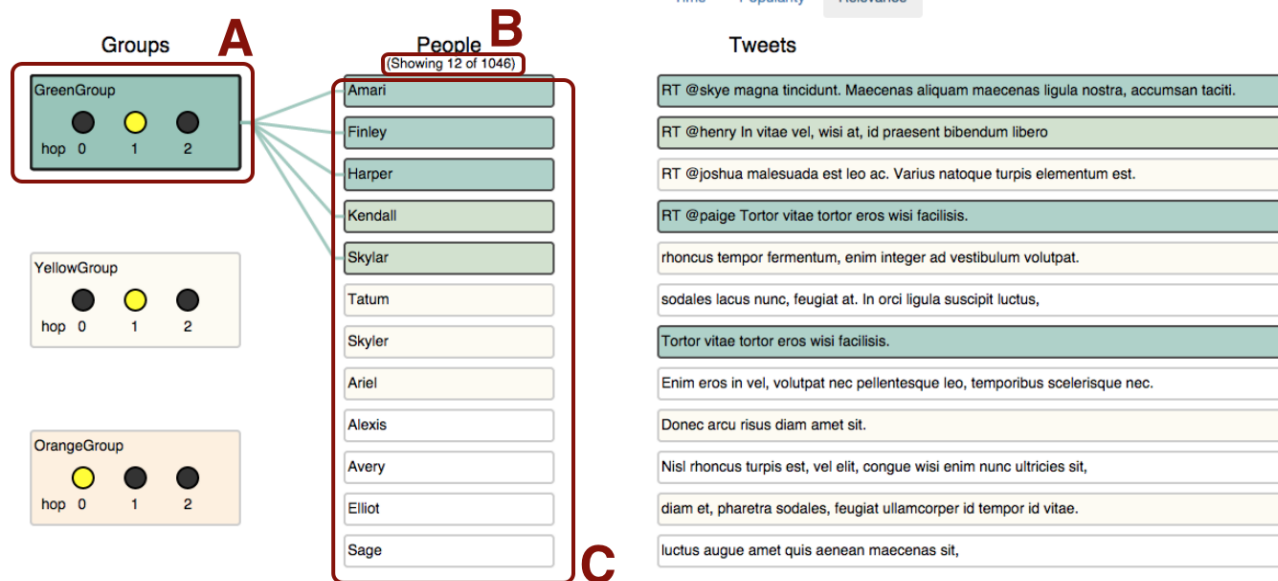 Time Popularity Relevance
Groups A People B Tweets
(Showing 12 of 1046)
GreenGroup
hop 0 1 2
YellowGroup
hop 0 1 2
OrangeGroup
hop 0 1 2
Amari
Finley
Harper
Kendall
Skylar
Tatum
Skyler
Ariel
Alexis
Avery
Elliot
Sage
C
RT @skye magna tincidunt. Maecenas aliquam maecenas ligula nostra, accumsan taciti.
RT @henry In vitae vel, wisi at, id praesent bibendum libero
RT @joshua malesuada est leo ac. Varius natoque turpis elementum est.
RT @paige Tortor vitae tortor eros wisi facilisis.
rhoncus tempor fermentum, enim integer ad vestibulum volutpat.
sodales lacus nunc, feugiat at. In orci ligula suscipit luctus,
Tortor vitae tortor eros wisi facilisis.
Enim eros in vel, volutpat nec pellentesque leo, temporibus scelerisque nec.
Donec arcu risus diam amet sit.
Nisl rhoncus turpis est, vel elit, congue wisi enim nunc ultricies sit,
diam et, pharetra sodales, feugiat ullamcorper id tempor id vitae.
luctus augue amet quis aenean maecenas sit,